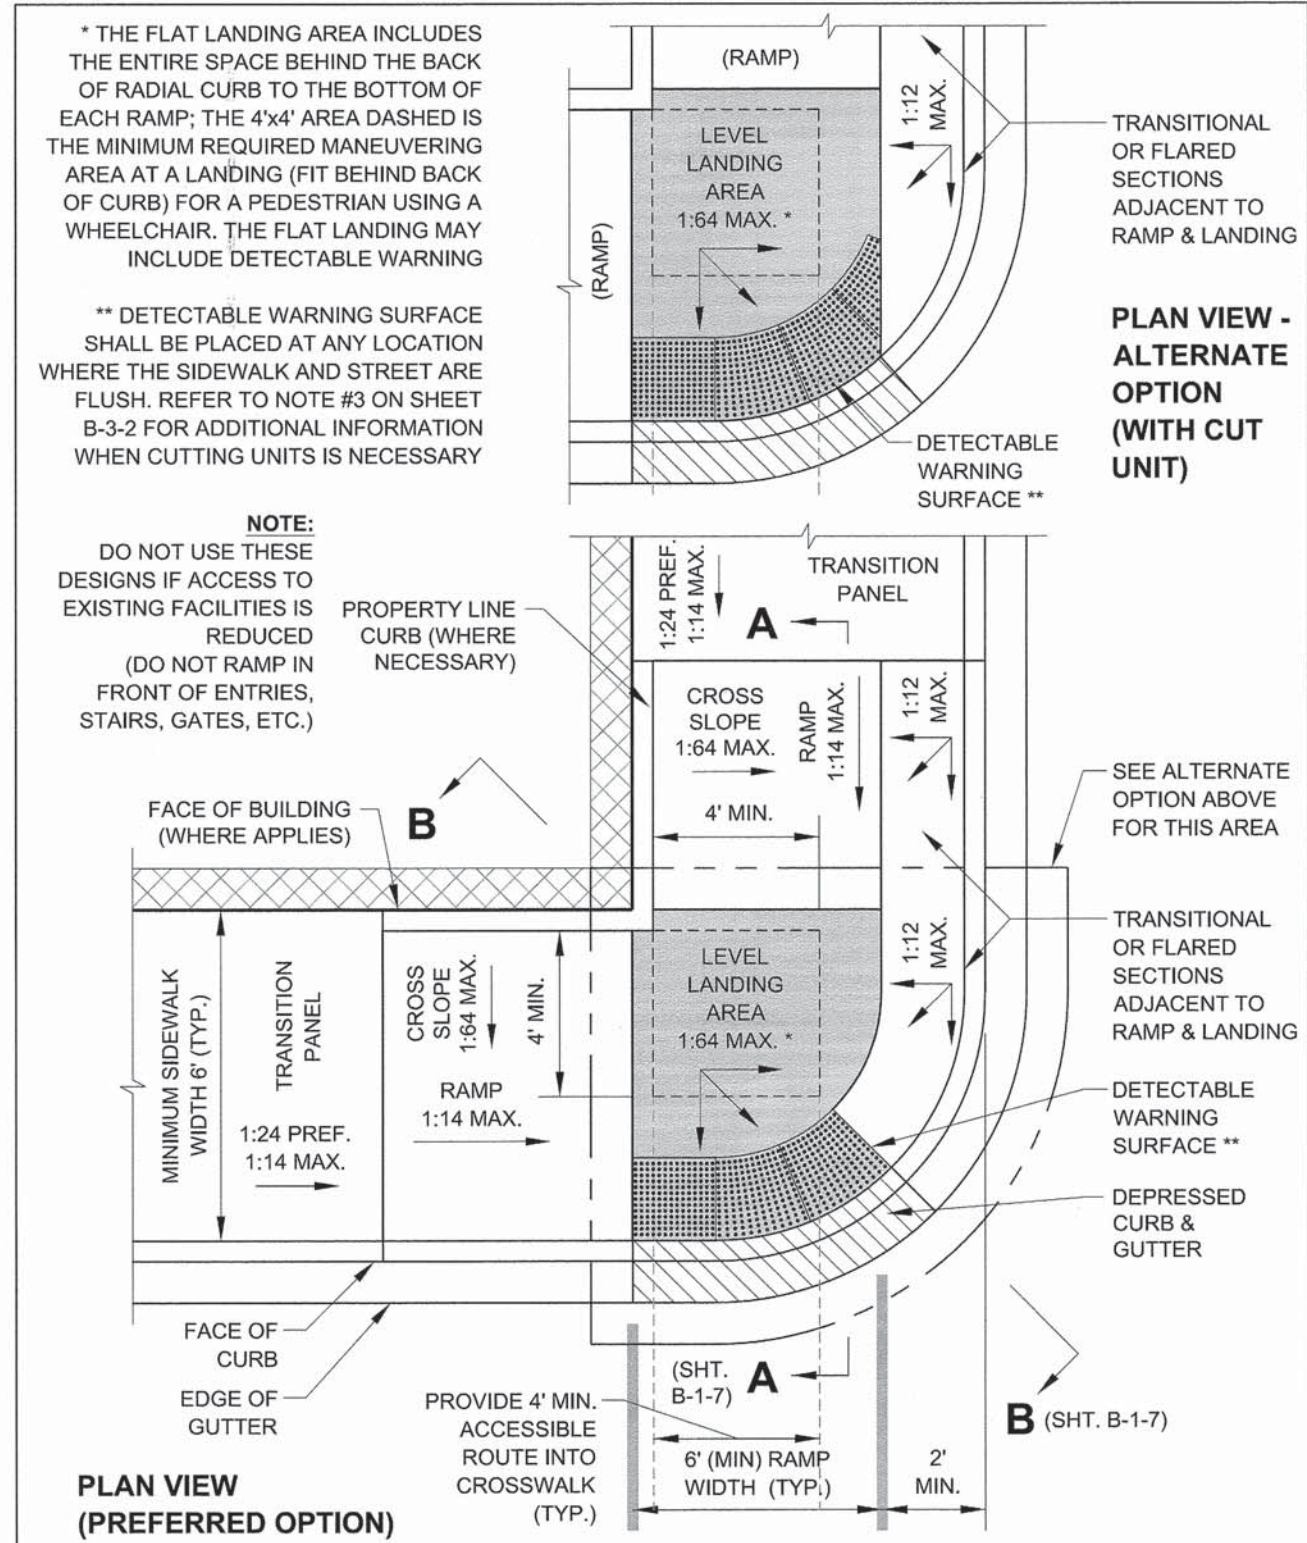 * THE FLAT LANDING AREA INCLUDES
THE ENTIRE SPACE BEHIND THE BACK
OF RADIAL CURB TO THE BOTTOM OF
EACH RAMP; THE 4'x4' AREA DASHED IS
THE MINIMUM REQUIRED MANEUVERING
AREA AT A LANDING (FIT BEHIND BACK
OF CURB) FOR A PEDESTRIAN USING A
WHEELCHAIR. THE FLAT LANDING MAY
INCLUDE DETECTABLE WARNING
** DETECTABLE WARNING SURFACE
SHALL BE PLACED AT ANY LOCATION
WHERE THE SIDEWALK AND STREET ARE
FLUSH. REFER TO NOTE #3 ON SHEET
B-3-2 FOR ADDITIONAL INFORMATION
WHEN CUTTING UNITS IS NECESSARY
(RAMP)
1:12
MAX.
LEVEL
LANDING
AREA
1:64 MAX. *
(RAMP)
TRANSITIONAL
OR FLARED
SECTIONS
ADJACENT TO
RAMP & LANDING
PLAN VIEW -
ALTERNATE
OPTION
(WITH CUT
UNIT)
DETECTABLE
WARNING
SURFACE **
NOTE:
DO NOT USE THESE
DESIGNS IF ACCESS TO
EXISTING FACILITIES IS
REDUCED
(DO NOT RAMP IN
FRONT OF ENTRIES,
STAIRS, GATES, ETC.)
PROPERTY LINE
CURB (WHERE
NECESSARY)
1:24 PREF.
1:14 MAX.
TRANSITION
PANEL
A
CROSS
SLOPE
1:64 MAX.
RAMP
1:14 MAX.
1:12
MAX.
4' MIN.
SEE ALTERNATE
OPTION ABOVE
FOR THIS AREA
B
FACE OF BUILDING
(WHERE APPLIES)
MINIMUM SIDEWALK
WIDTH 6' (TYP.)
TRANSITION
PANEL
1:24 PREF.
1:14 MAX.
CROSS
SLOPE
1:64 MAX.
4' MIN.
RAMP
1:14 MAX.
LEVEL
LANDING
AREA
1:64 MAX. *
1:12
MAX.
TRANSITIONAL
OR FLARED
SECTIONS
ADJACENT TO
RAMP & LANDING
DETECTABLE
WARNING
SURFACE **
DEPRESSED
CURB &
GUTTER
FACE OF
CURB
EDGE OF
GUTTER
(SHT.
B-1-7)
A
B (SHT. B-1-7)
PROVIDE 4' MIN.
ACCESSIBLE
ROUTE INTO
CROSSWALK
(TYP.)
6' (MIN) RAMP
WIDTH (TYP.)
2'
MIN.
PLAN VIEW
(PREFERRED OPTION)